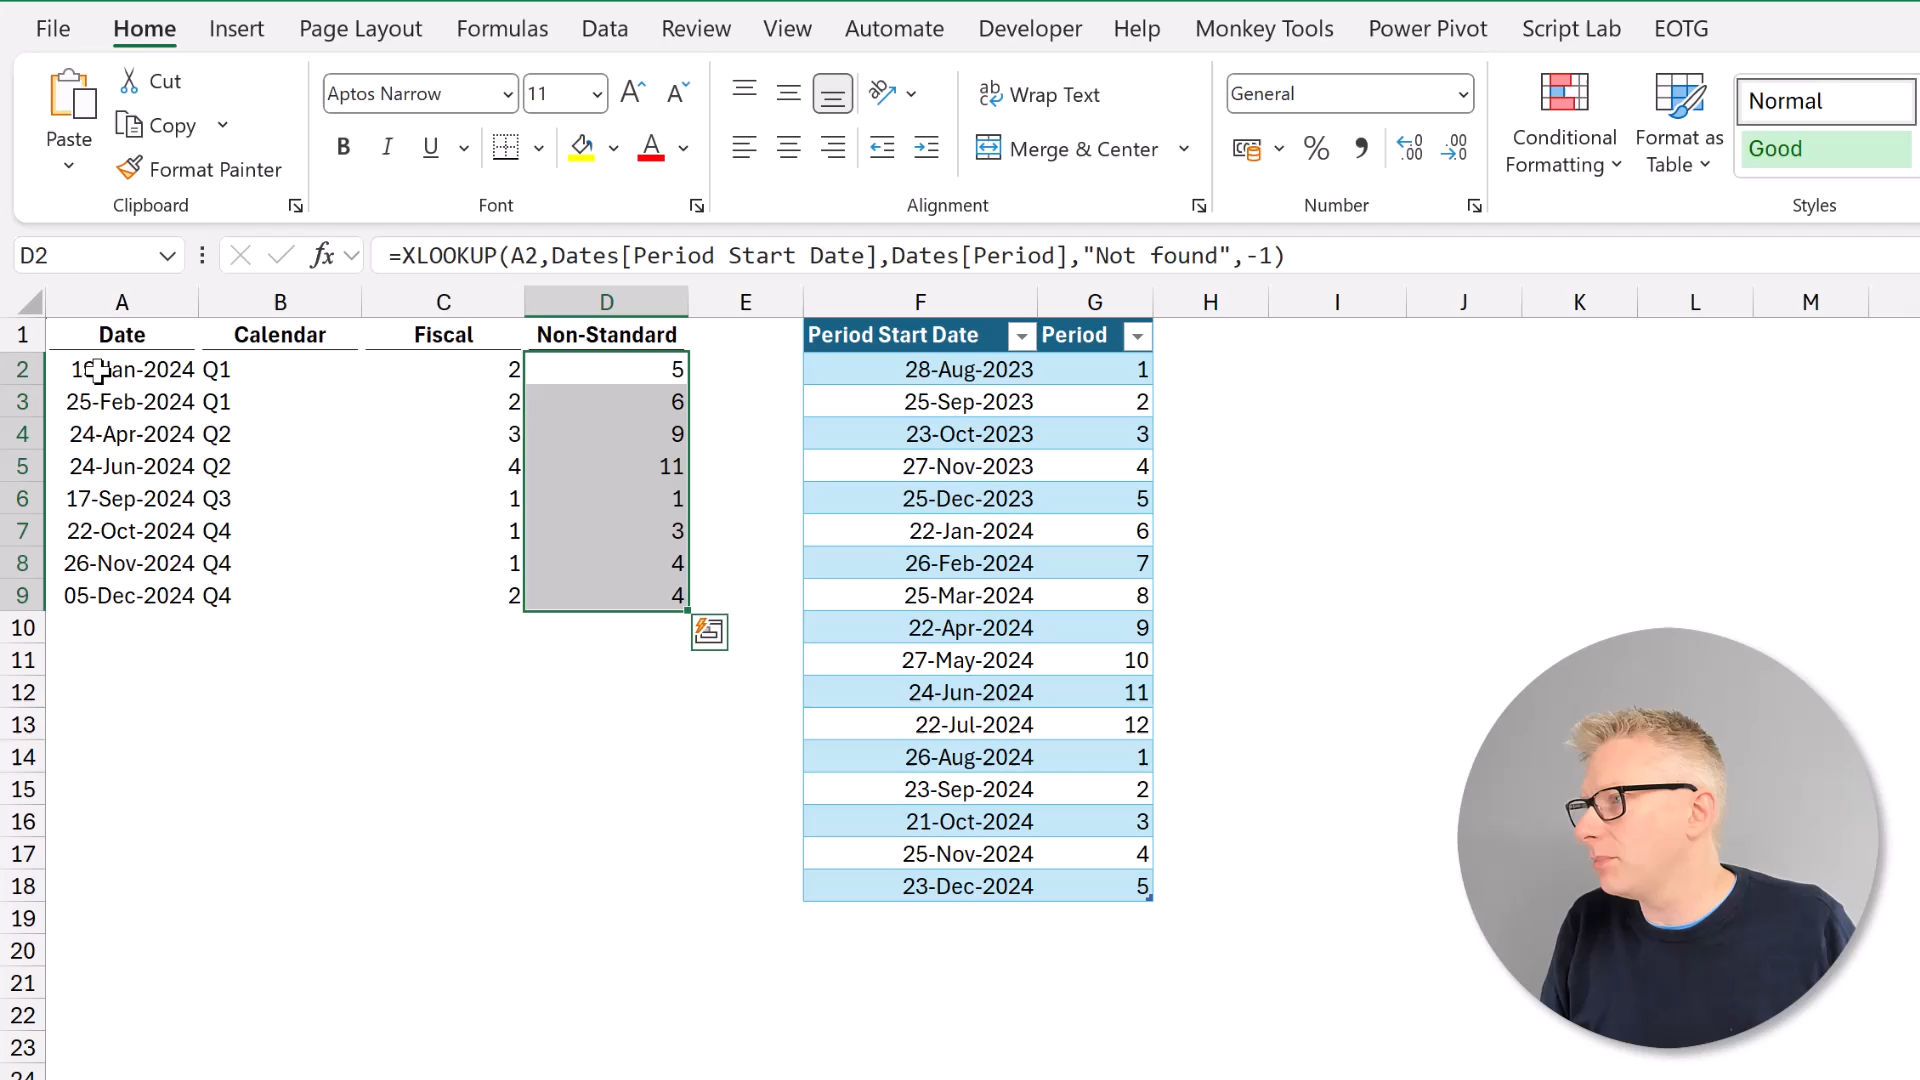 File Home Insert Page Layout Formulas Data Review View Automate Developer Help Monkey Tools Power Pivot Script Lab EOTG
Paste
Cut
Copy
Format Painter
Clipboard
Aptos Narrow 11
B I U
Font
Wrap Text
Merge & Center
Alignment
General
% 9 .00 .00
Number
Conditional Formatting
Format as Table
Normal
Good
Styles
D2 fx =XLOOKUP(A2,Dates[Period Start Date],Dates[Period],"Not found",-1)
A B C D E F G H I J K L M
1 Date Calendar Fiscal Non-Standard Period Start Date Period
2 Q1 2 5 28-Aug-2023 1
3 25-Feb-2024 Q1 2 6 25-Sep-2023 2
4 24-Apr-2024 Q2 3 9 23-Oct-2023 3
5 24-Jun-2024 Q2 4 11 27-Nov-2023 4
6 17-Sep-2024 Q3 1 1 25-Dec-2023 5
7 22-Oct-2024 Q4 1 3 22-Jan-2024 6
8 26-Nov-2024 Q4 1 4 26-Feb-2024 7
9 05-Dec-2024 Q4 2 4 25-Mar-2024 8
10 22-Apr-2024 9
11 27-May-2024 10
12 24-Jun-2024 11
13 22-Jul-2024 12
14 26-Aug-2024 1
15 23-Sep-2024 2
16 21-Oct-2024 3
17 25-Nov-2024 4
18 23-Dec-2024 5
19
20
21
22
23
24